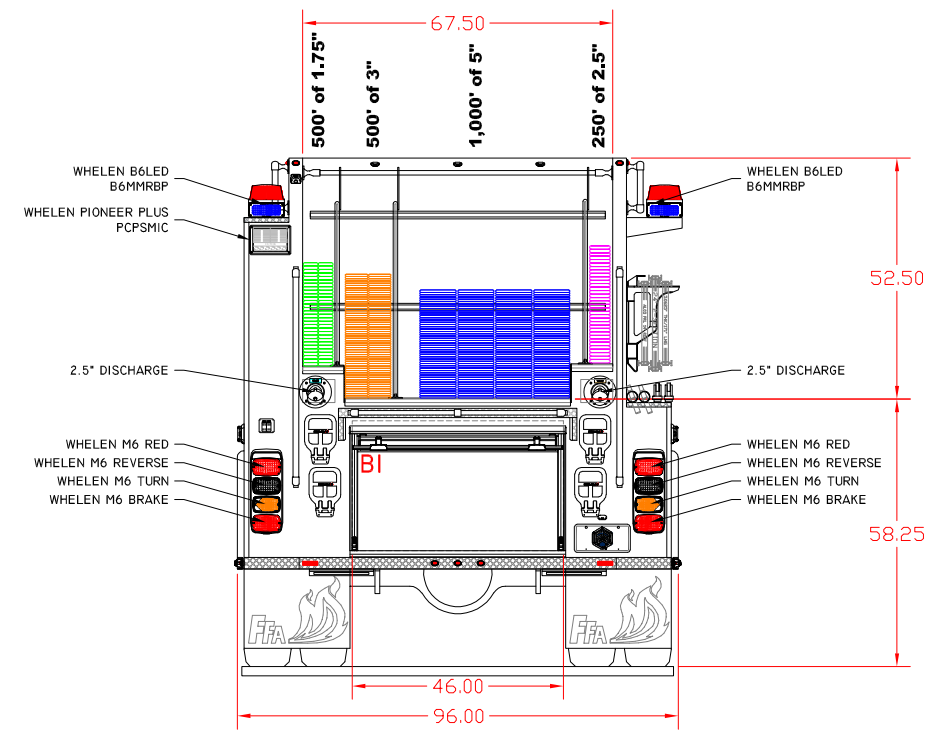 67.50
500' of 1.75"
500' of 3"
1,000' of 5"
250' of 2.5"
WHELEN B6LED
B6MMRBP
WHELEN PIONEER PLUS
PCPSMIC
WHELEN B6LED
B6MMRBP
52.50
2.5" DISCHARGE
2.5" DISCHARGE
WHELEN M6 RED
WHELEN M6 REVERSE
WHELEN M6 TURN
WHELEN M6 BRAKE
B1
WHELEN M6 RED
WHELEN M6 REVERSE
WHELEN M6 TURN
WHELEN M6 BRAKE
58.25
FFA
FFA
46.00
96.00